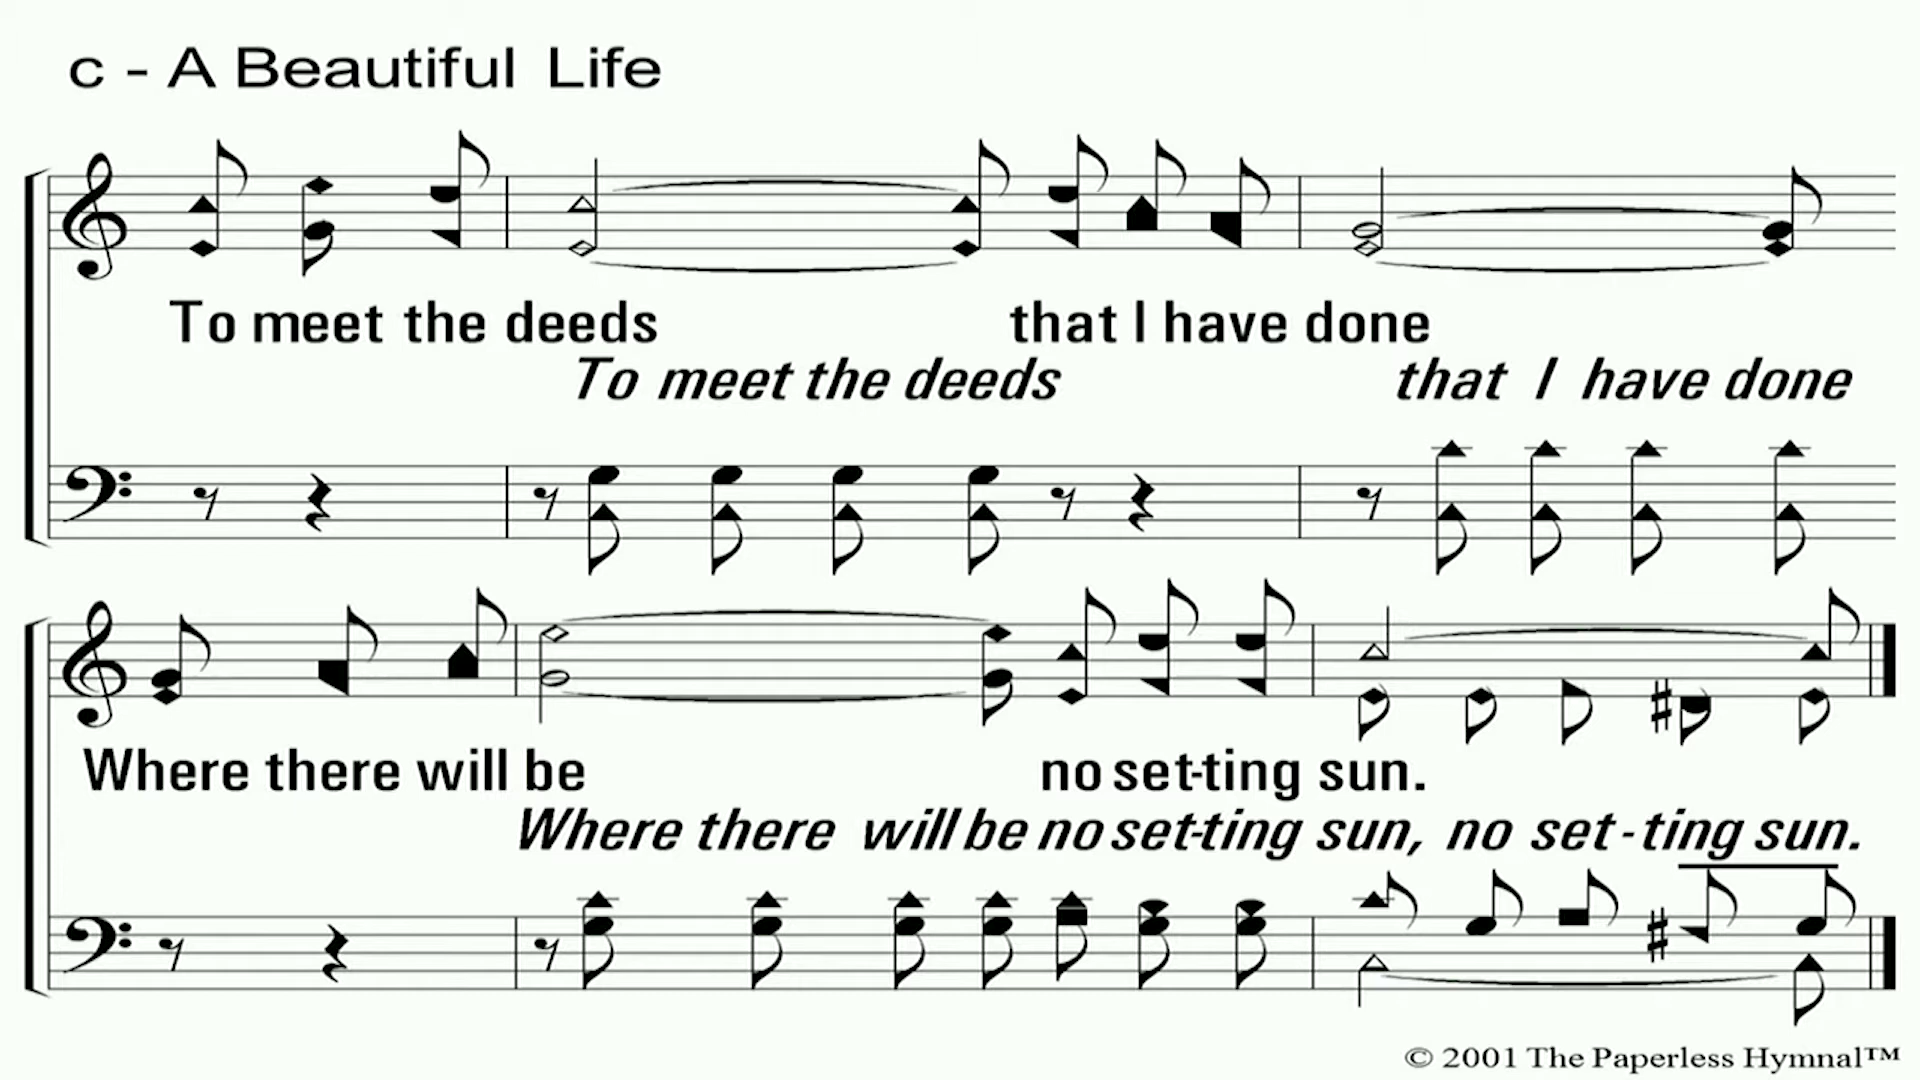 c - A Beautiful Life
To meet the deeds that I have done
To meet the deeds that I have done
Where there will be no set-ting sun.
Where there will be no set-ting sun, no set-ting sun.
© 2001 The Paperless Hymnal™